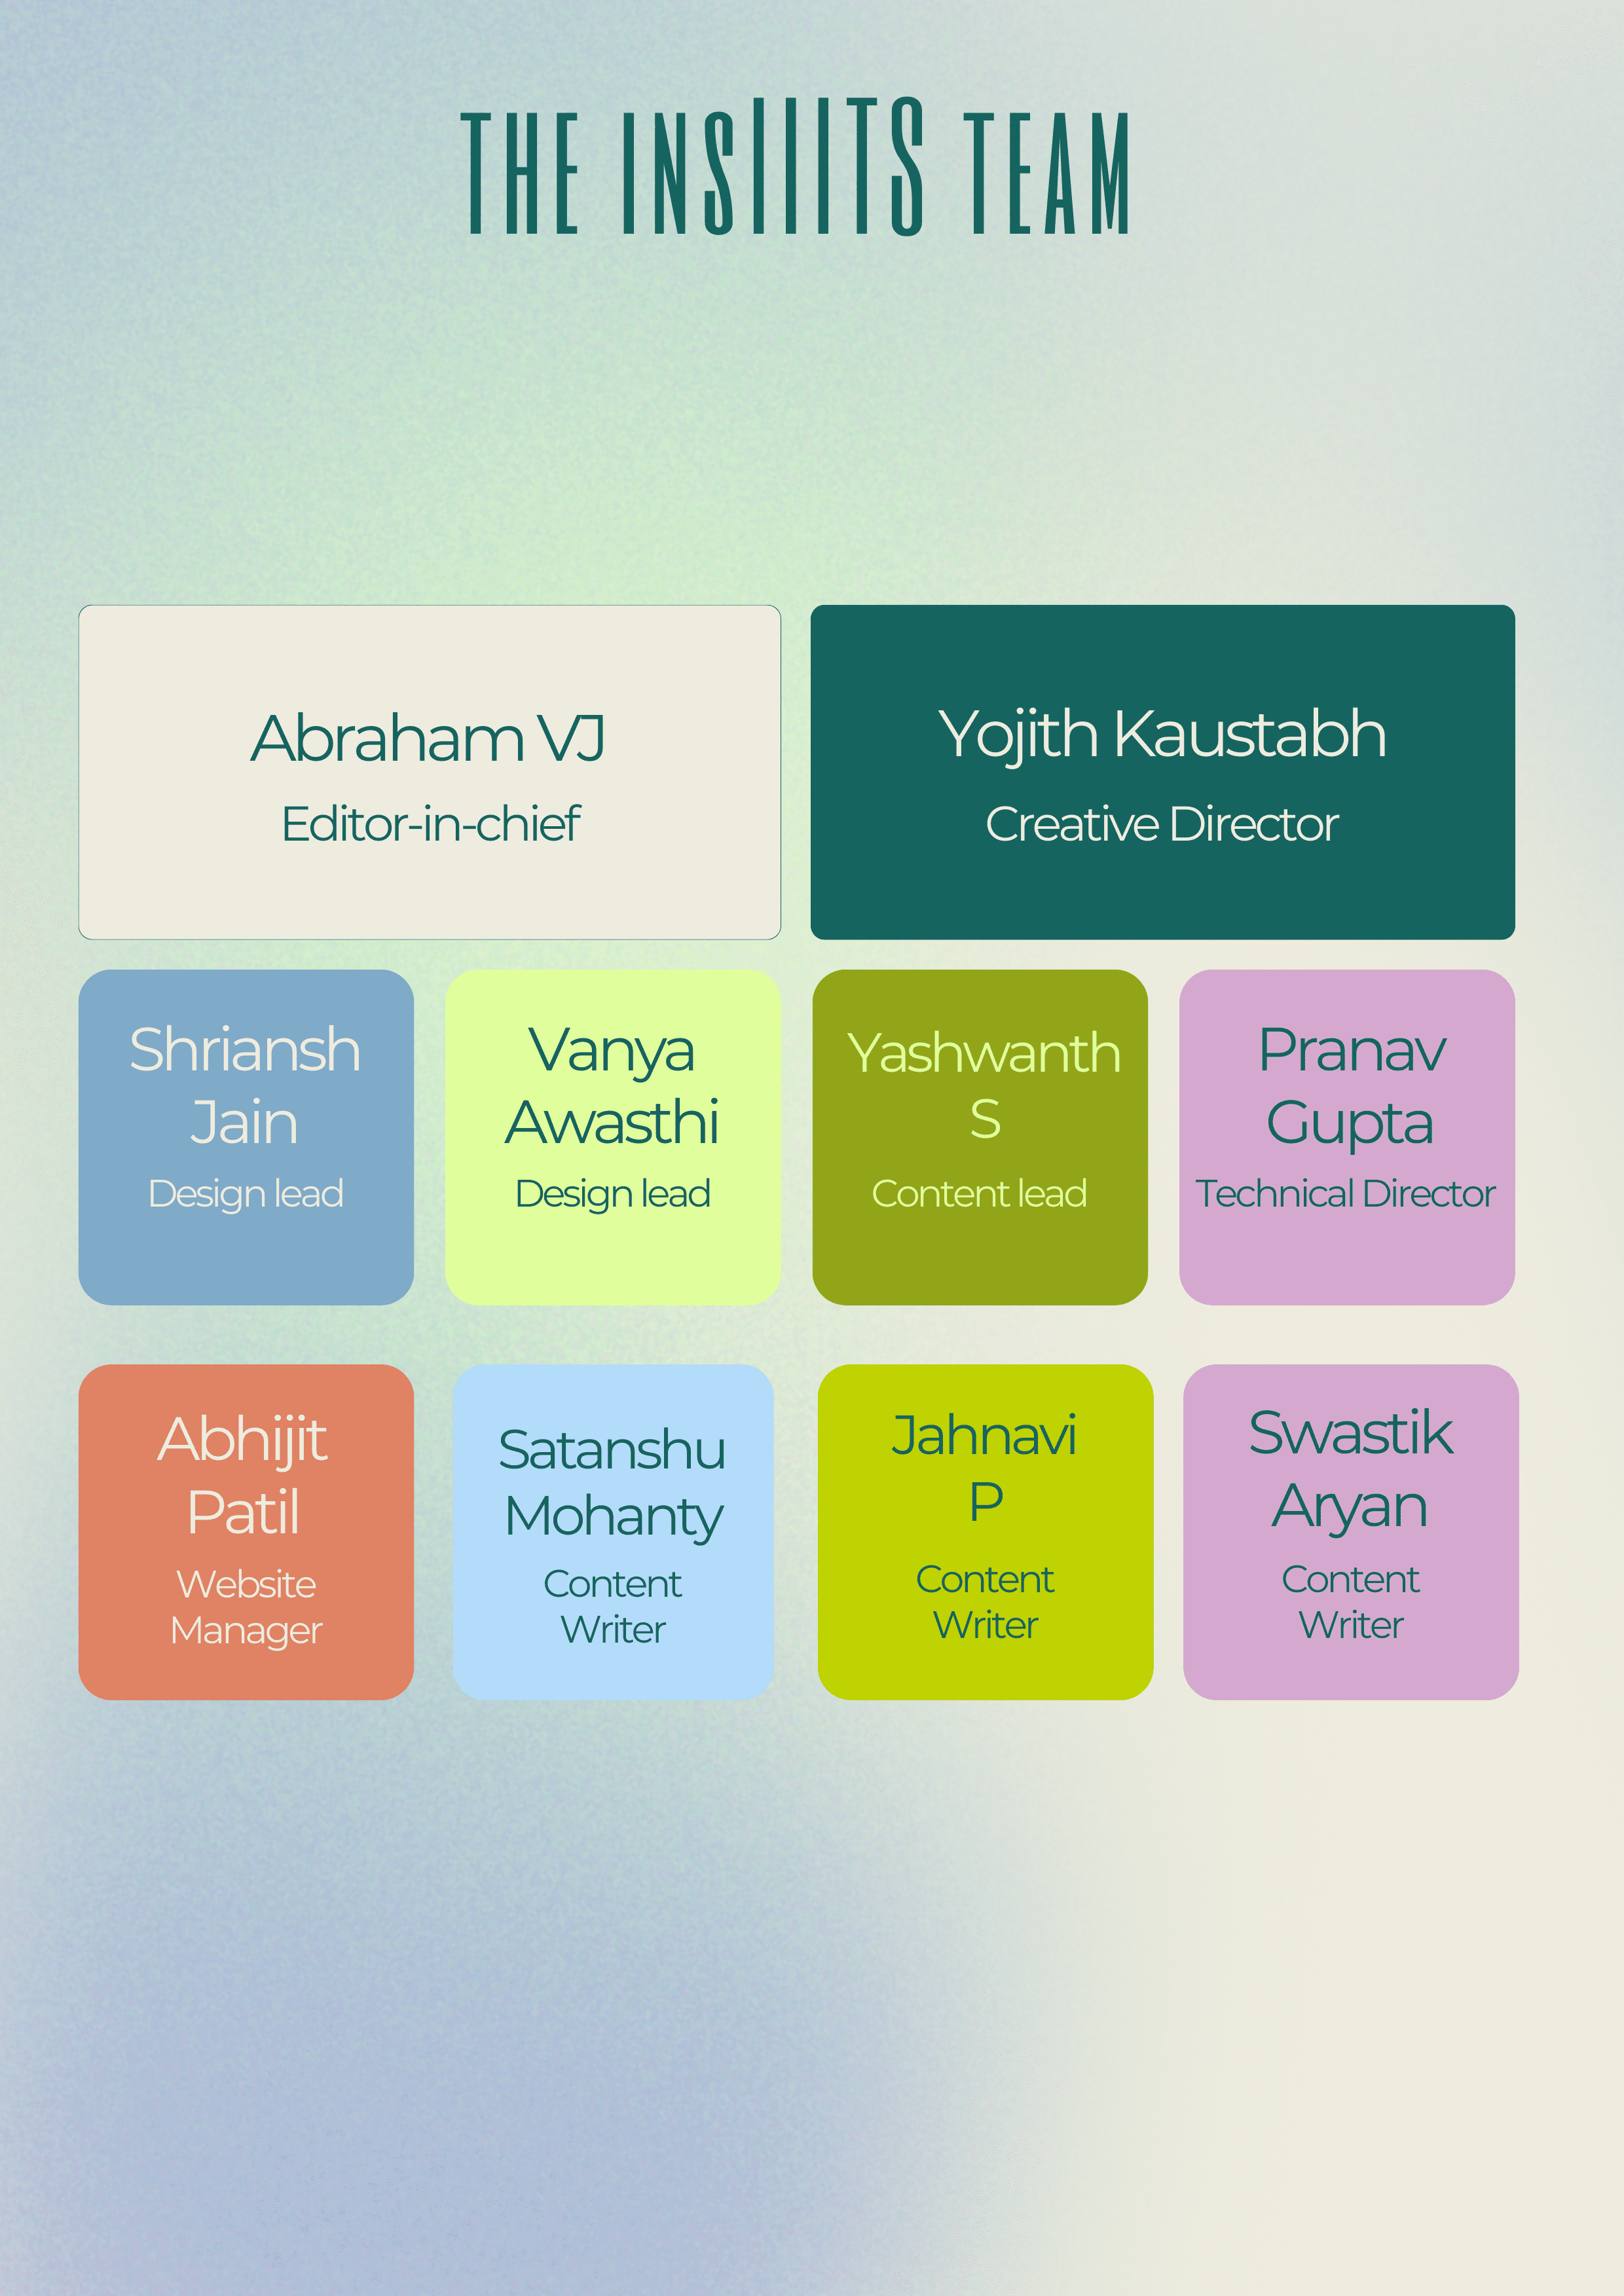 THE INSIIITS TEAM
Abraham VJ
Editor-in-chief
Yojith Kaustabh
Creative Director
Shriansh
Jain
Design lead
Vanya
Awasthi
Design lead
Yashwanth
S
Content lead
Pranav
Gupta
Technical Director
Abhijit
Patil
Website
Manager
Satanshu
Mohanty
Content
Writer
Jahnavi
P
Content
Writer
Swastik
Aryan
Content
Writer